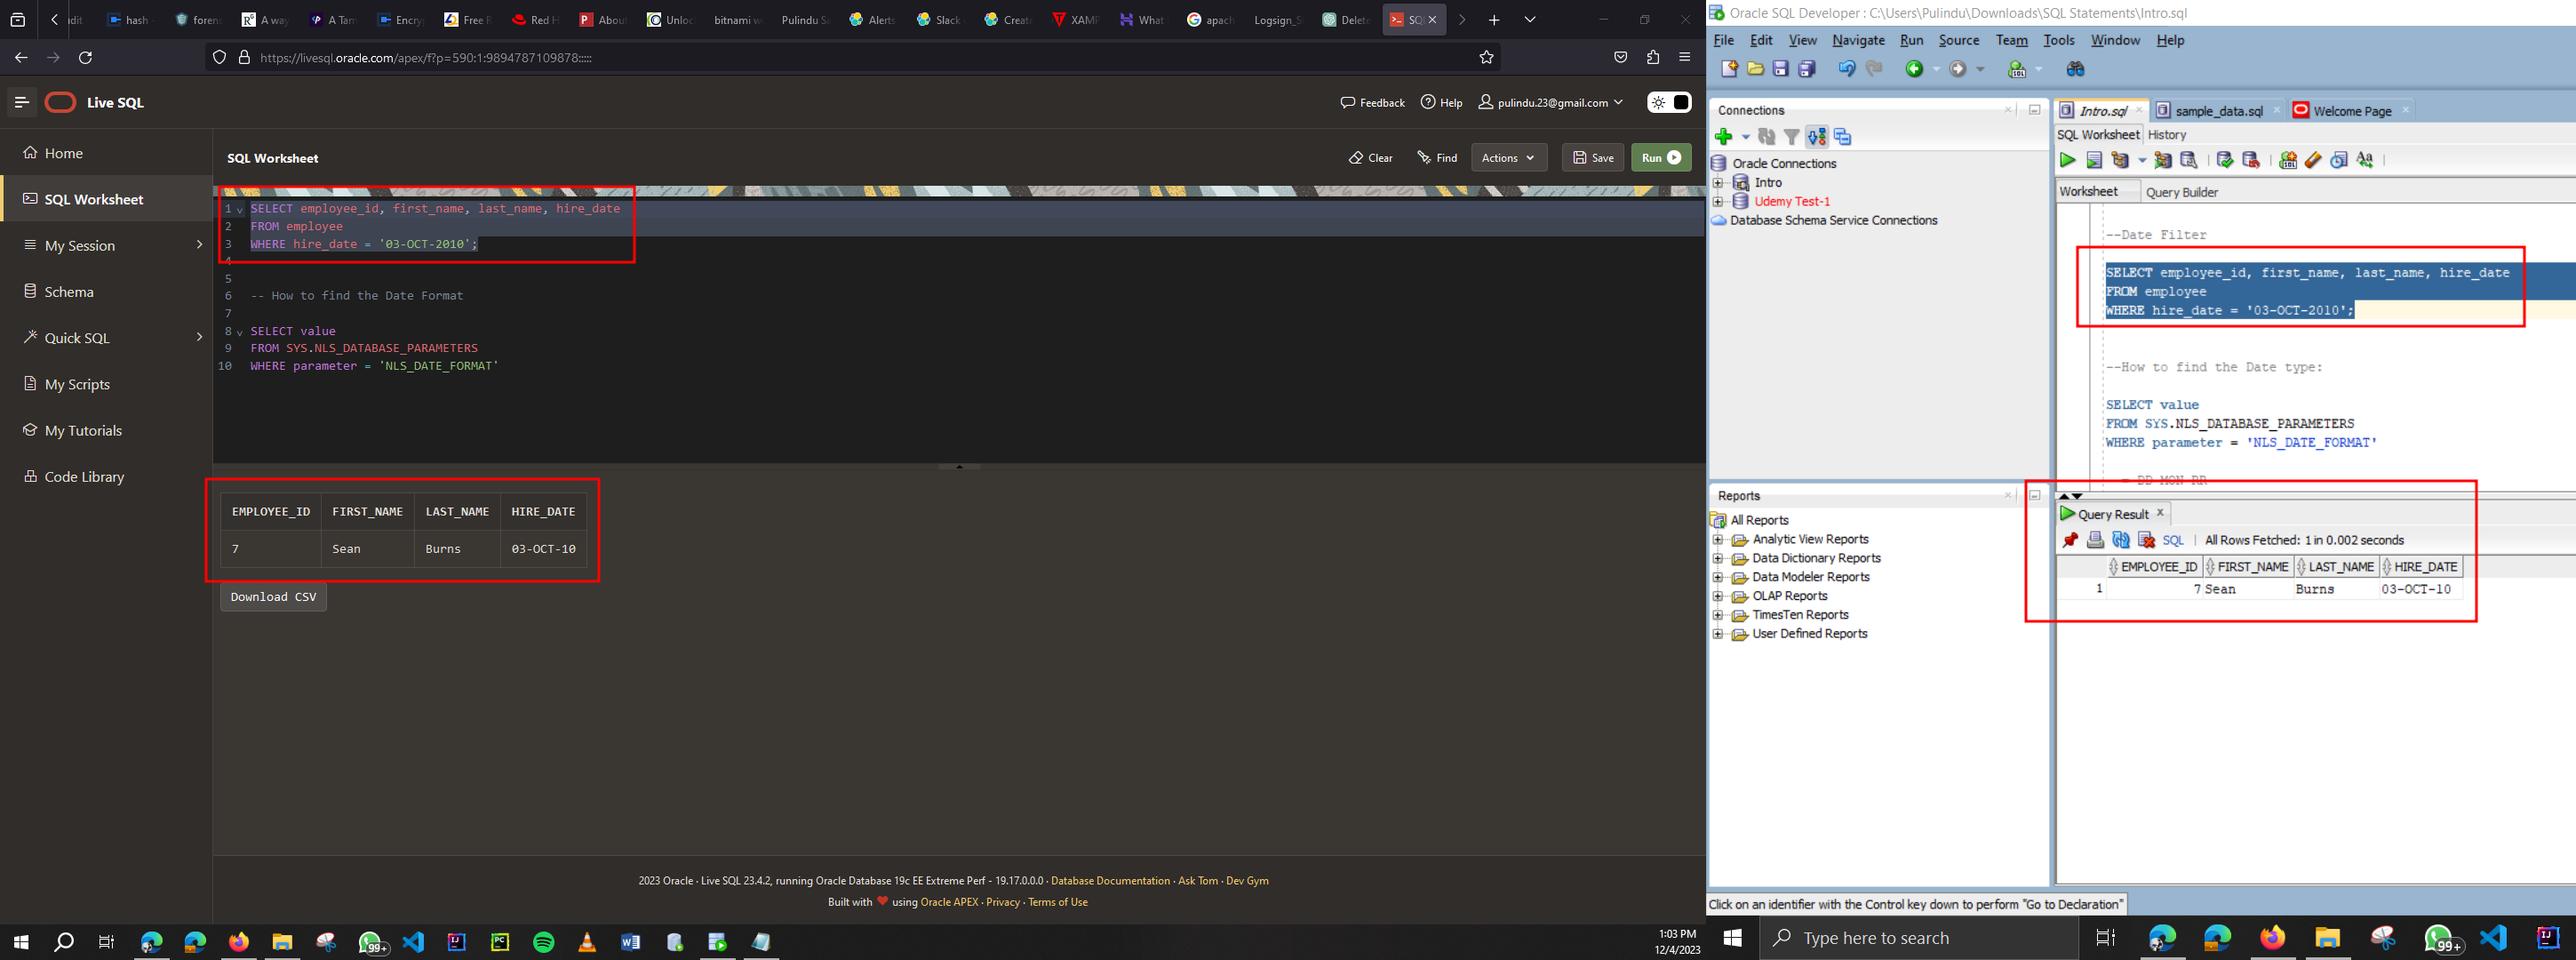 hash
foren
A way
A Tam
Encry
Free R
Red H
About
Unloc
bitnami w
Pulindu Sa
Alerts
Slack
Create
XAMP
What
apach
Logsign_S
Delete
SQL
https://livesql.oracle.com/apex/f?p=590:1:9894787109878:::::
Live SQL
Feedback
Help
pulindu.23@gmail.com
Home
SQL Worksheet
My Session
Schema
Quick SQL
My Scripts
My Tutorials
Code Library
SQL Worksheet
Clear
Find
Actions
Save
Run
1 SELECT employee_id, first_name, last_name, hire_date
2 FROM employee
3 WHERE hire_date = '03-OCT-2010';
4
5
6 -- How to find the Date Format
7
8 SELECT value
9 FROM SYS.NLS_DATABASE_PARAMETERS
10 WHERE parameter = 'NLS_DATE_FORMAT'
EMPLOYEE_ID FIRST_NAME LAST_NAME HIRE_DATE
7 Sean Burns 03-OCT-10
Download CSV
2023 Oracle · Live SQL 23.4.2, running Oracle Database 19c EE Extreme Perf - 19.17.0.0.0 · Database Documentation · Ask Tom · Dev Gym
Built with ❤ using Oracle APEX · Privacy · Terms of Use
99+
1:03 PM
12/4/2023
Oracle SQL Developer : C:\Users\Pulindu\Downloads\SQL Statements\Intro.sql
File Edit View Navigate Run Source Team Tools Window Help
Connections
Oracle Connections
Intro
Udemy Test-1
Database Schema Service Connections
Reports
All Reports
Analytic View Reports
Data Dictionary Reports
Data Modeler Reports
OLAP Reports
TimesTen Reports
User Defined Reports
Intro.sql
sample_data.sql
Welcome Page
SQL Worksheet History
Worksheet Query Builder
--Date Filter
SELECT employee_id, first_name, last_name, hire_date
FROM employee
WHERE hire_date = '03-OCT-2010';
--How to find the Date type:
SELECT value
FROM SYS.NLS_DATABASE_PARAMETERS
WHERE parameter = 'NLS_DATE_FORMAT'
DD-MON-RR
Query Result
SQL | All Rows Fetched: 1 in 0.002 seconds
EMPLOYEE_ID FIRST_NAME LAST_NAME HIRE_DATE
1 7 Sean Burns 03-OCT-10
Click on an identifier with the Control key down to perform "Go to Declaration"
Type here to search
99+